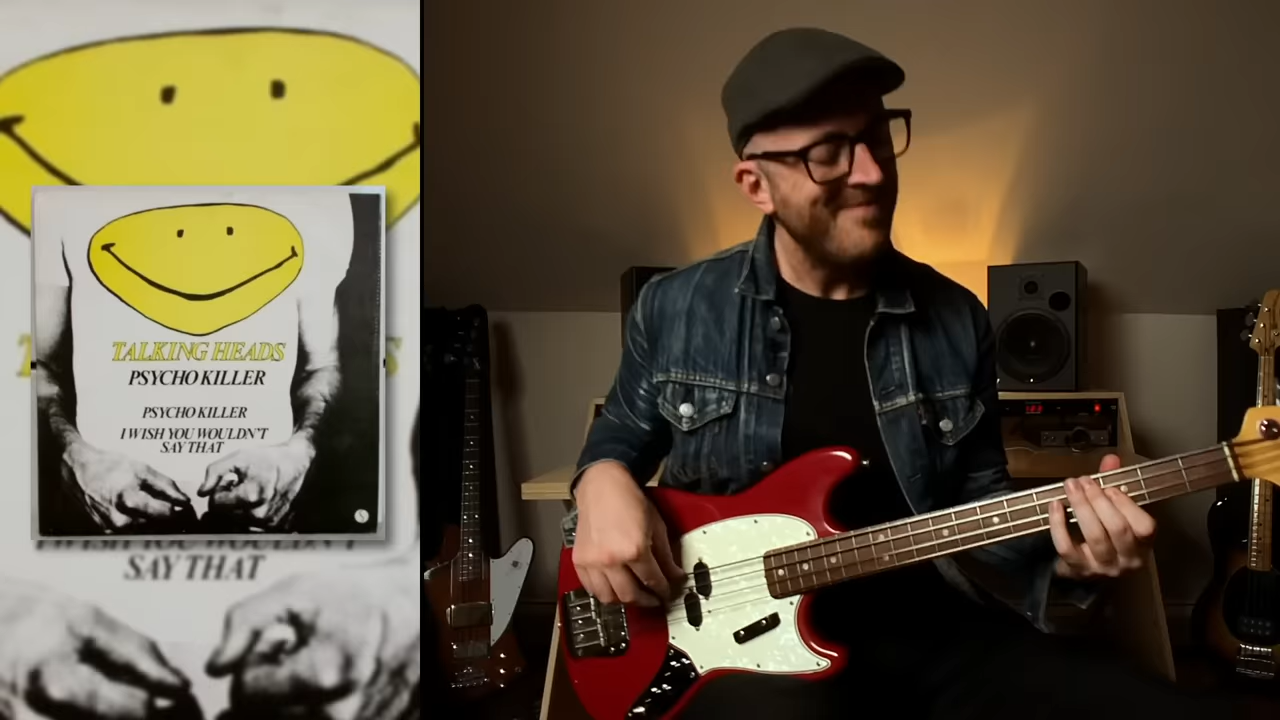 TALKING HEADS
PSYCHO KILLER
PSYCHO KILLER
I WISH YOU WOULDN'T
SAY THAT
SAY THAT